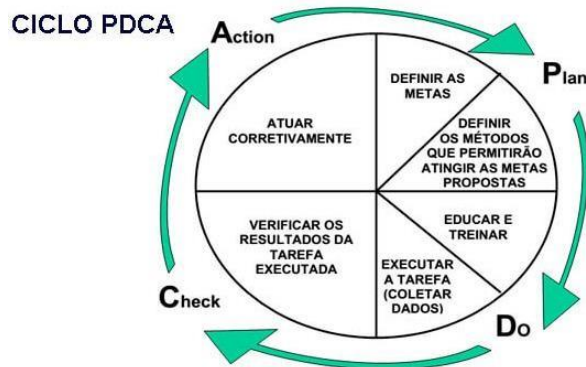 CICLO PDCA
Action
Plan
DEFINIR AS
METAS
DEFINIR
OS MÉTODOS
QUE PERMITIRÃO
ATINGIR AS METAS
PROPOSTAS
EDUCAR E
TREINAR
EXECUTAR
A TAREFA
(COLETAR
DADOS)
Do
VERIFICAR OS
RESULTADOS DA
TAREFA
EXECUTADA
Check
ATUAR
CORRETIVAMENTE